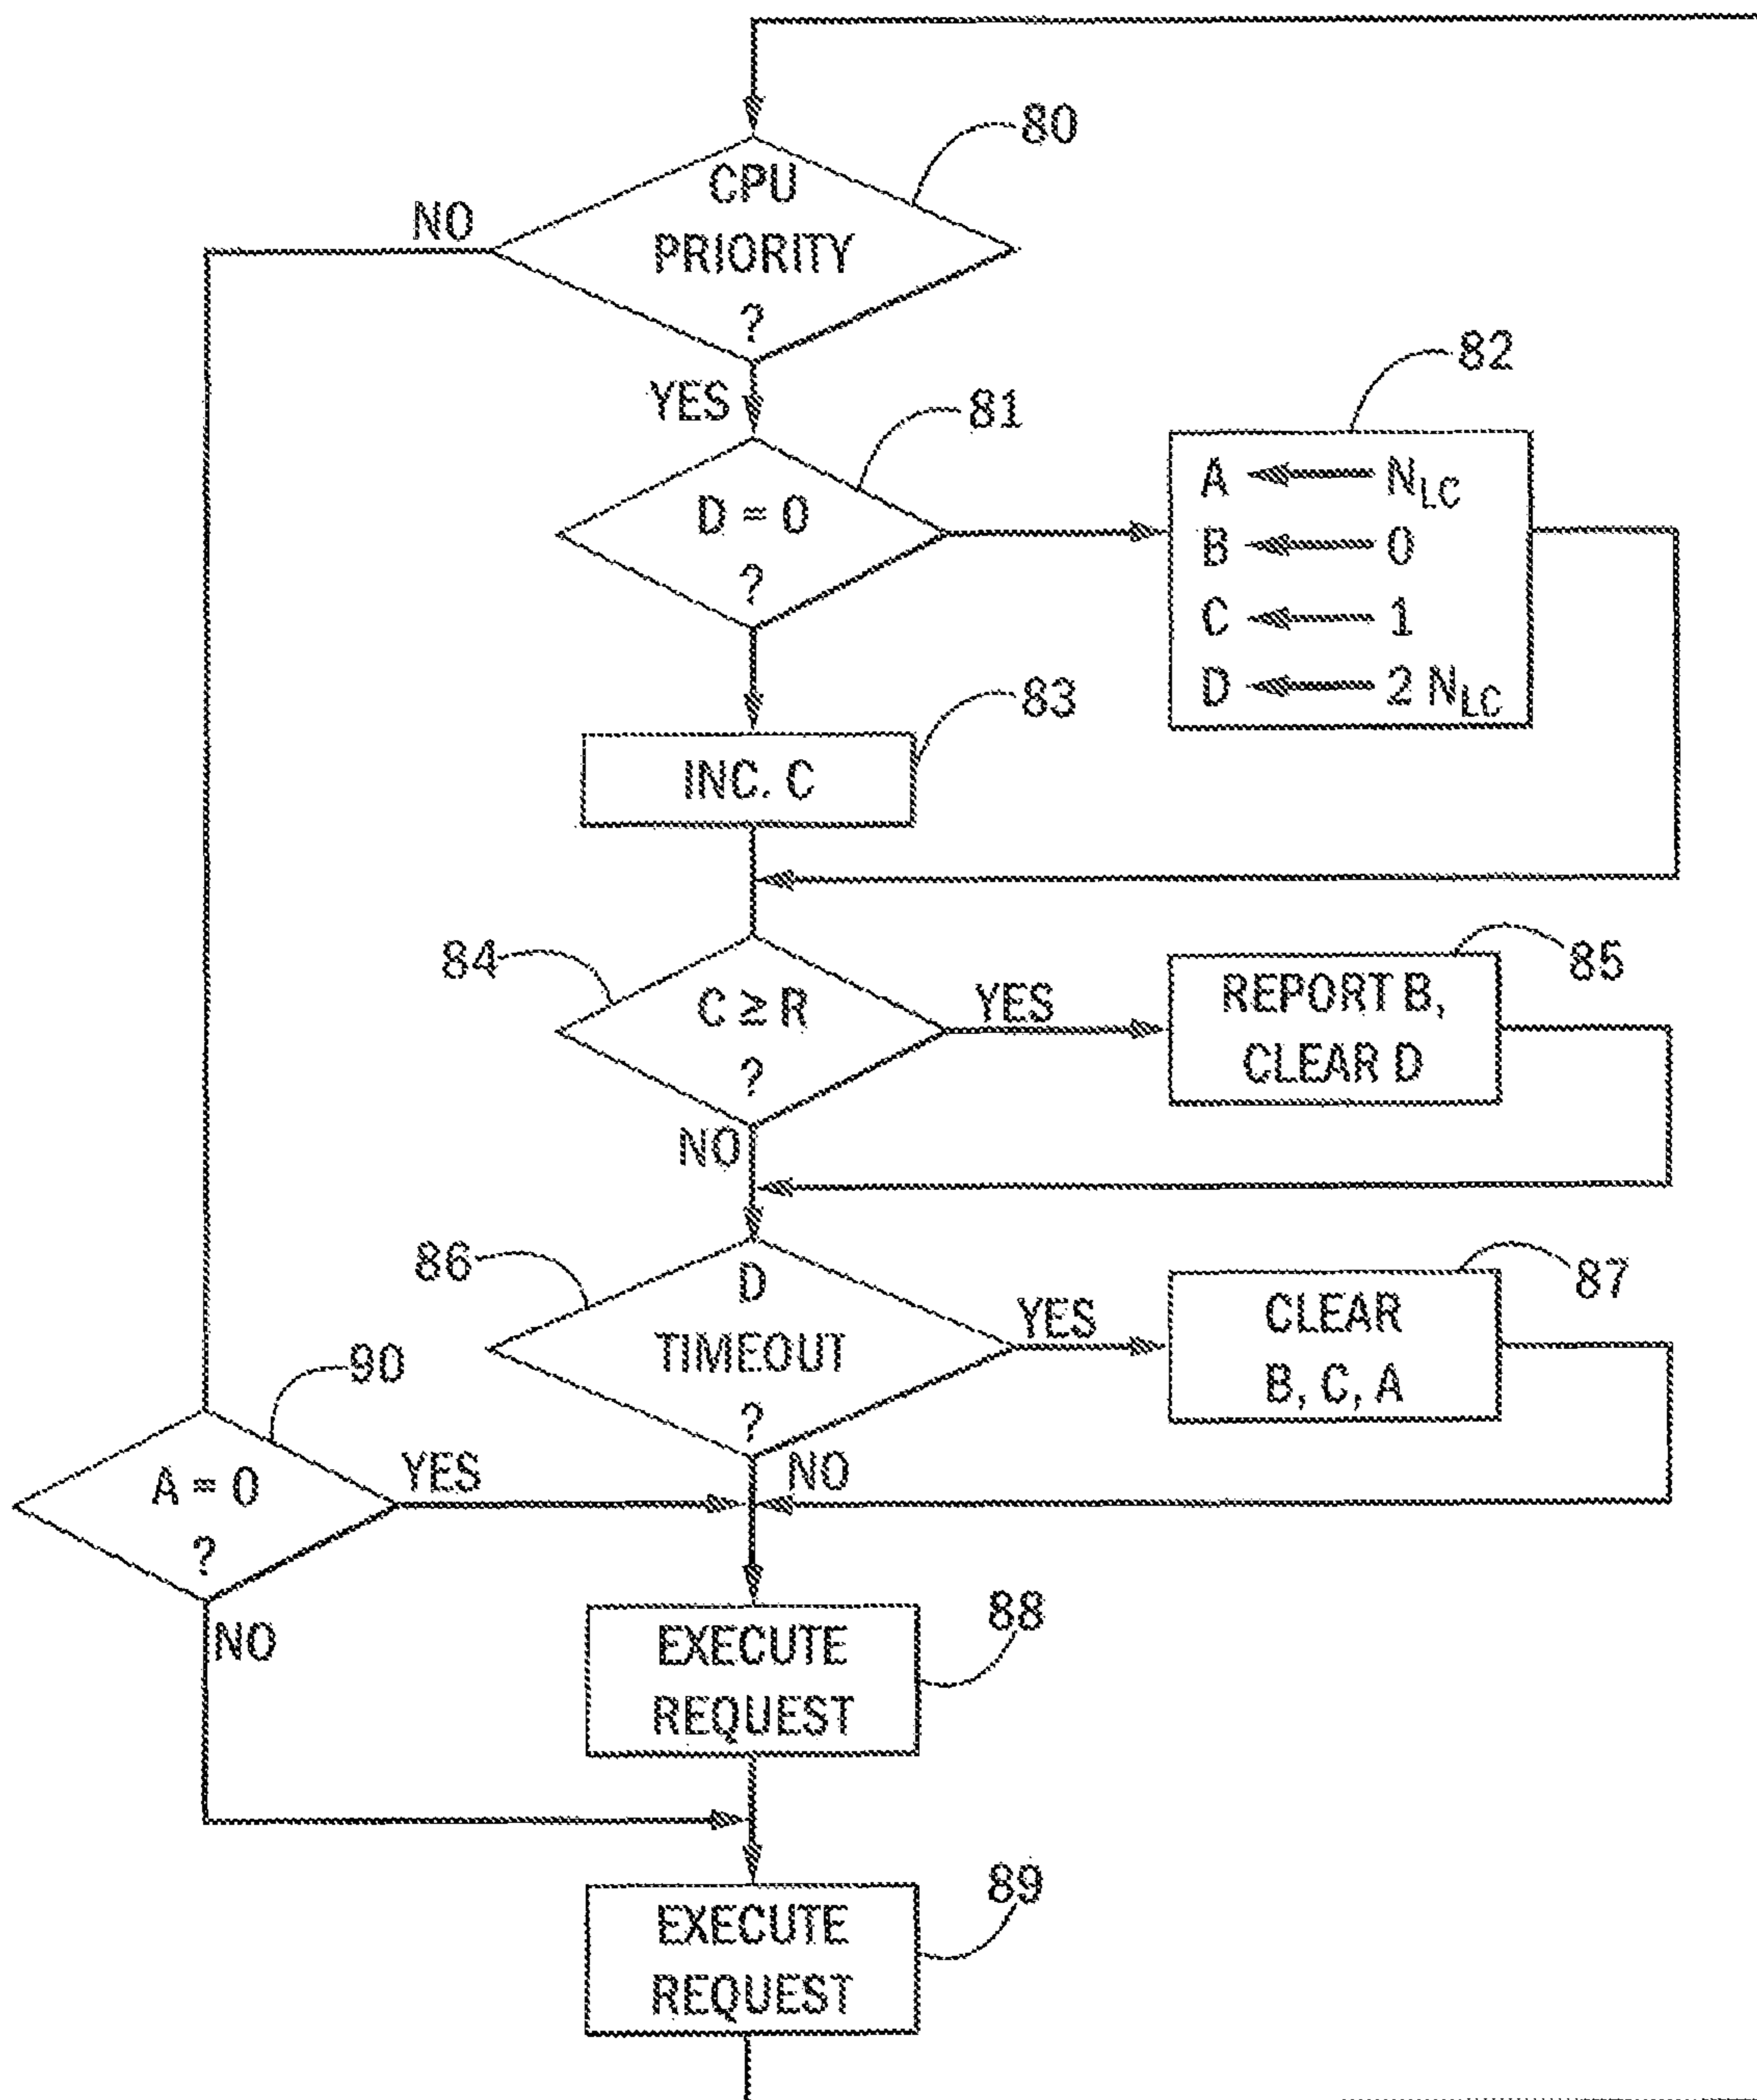 80
CPU
PRIORITY
?
NO
YES
81
D = 0
?
82
A N_LC
B 0
C 1
D 2 N_LC
83
INC. C
84
C ≥ R
?
YES
NO
85
REPORT B,
CLEAR D
86
D
TIMEOUT
?
YES
NO
87
CLEAR
B, C, A
90
A = 0
?
YES
NO
88
EXECUTE
REQUEST
89
EXECUTE
REQUEST